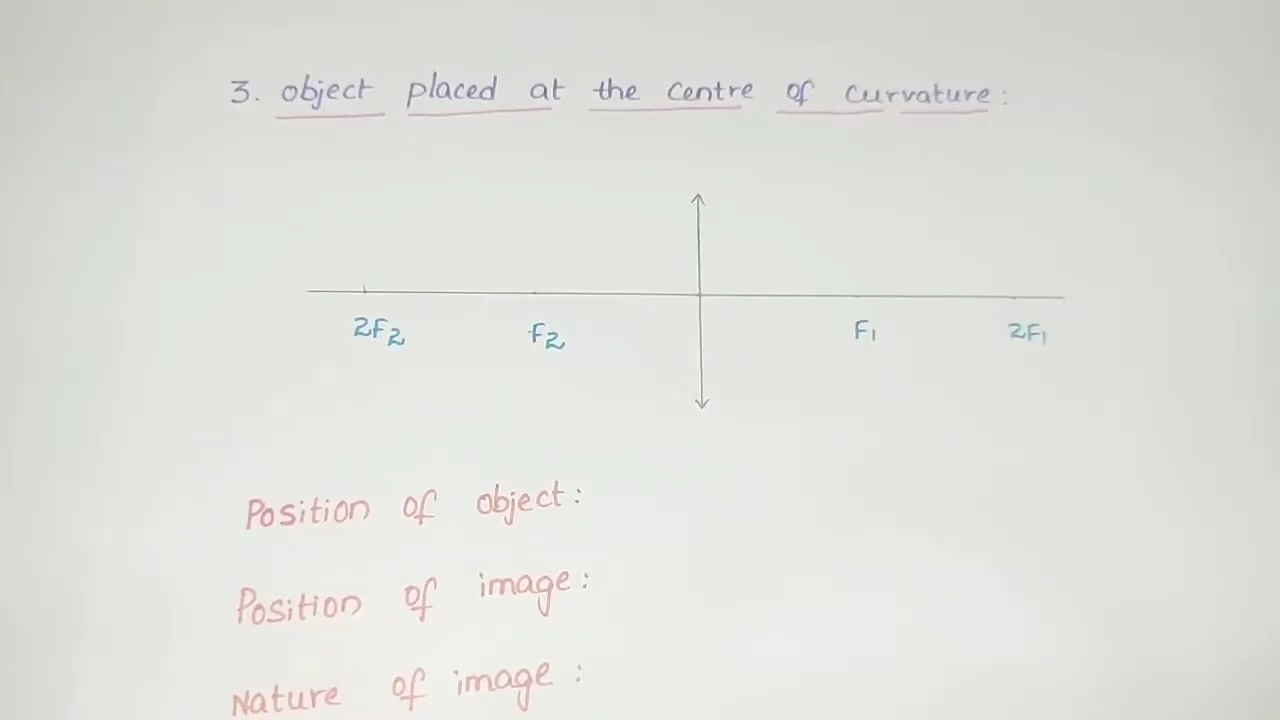 3. object placed at the centre of curvature:
2F2 F2 F1 2F1
Position of object:
Position of image:
Nature of image: